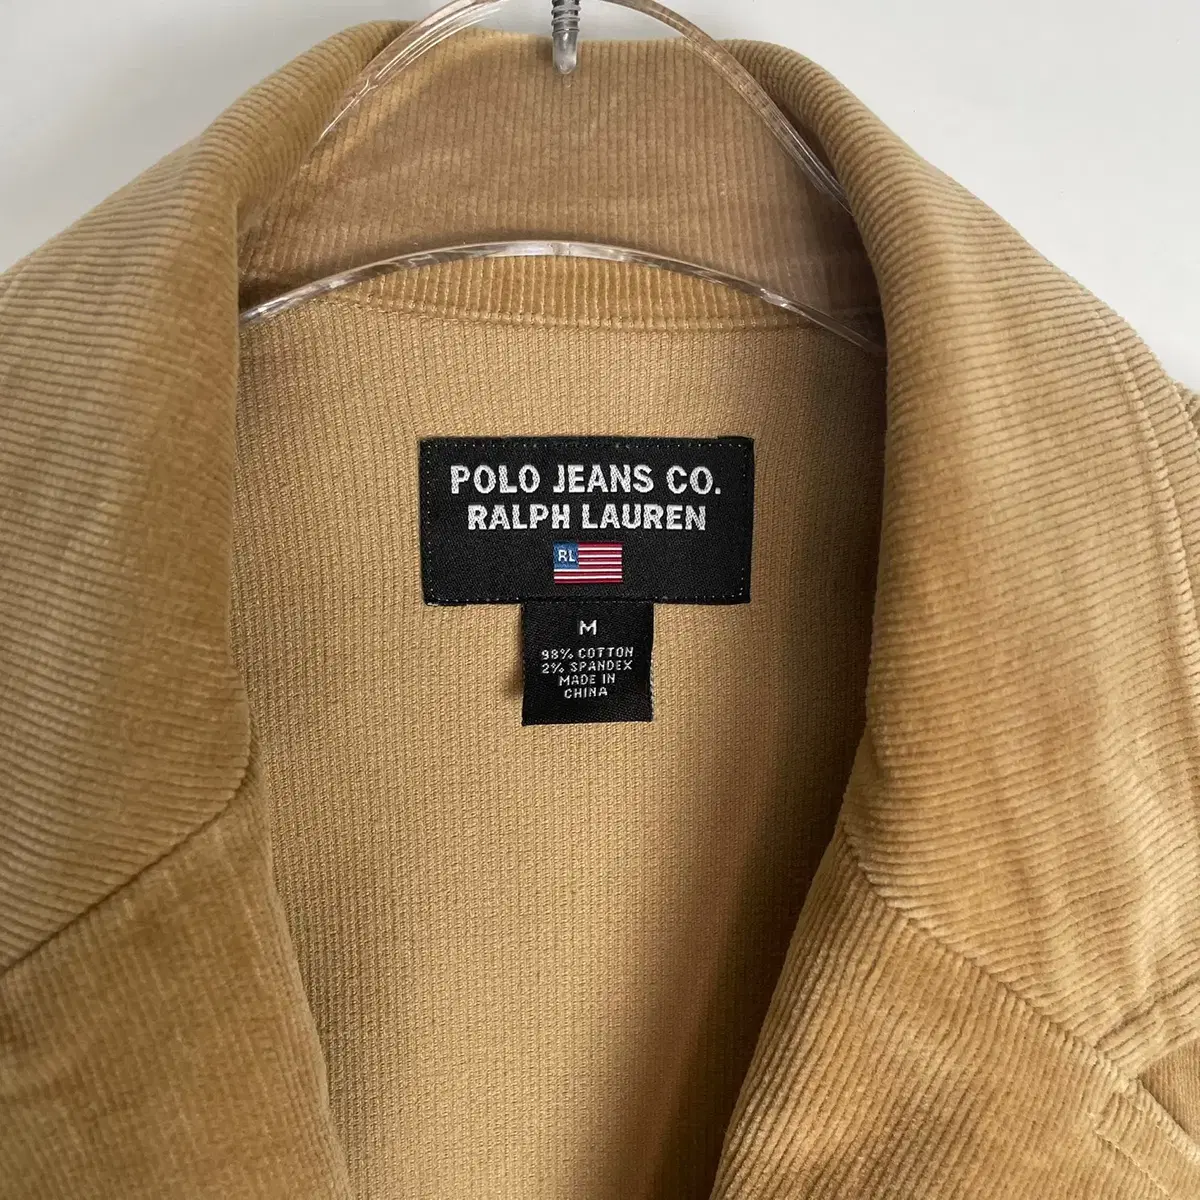 POLO JEANS CO.
RALPH LAUREN
RL
M
98% COTTON
2% SPANDEX
MADE IN
CHINA